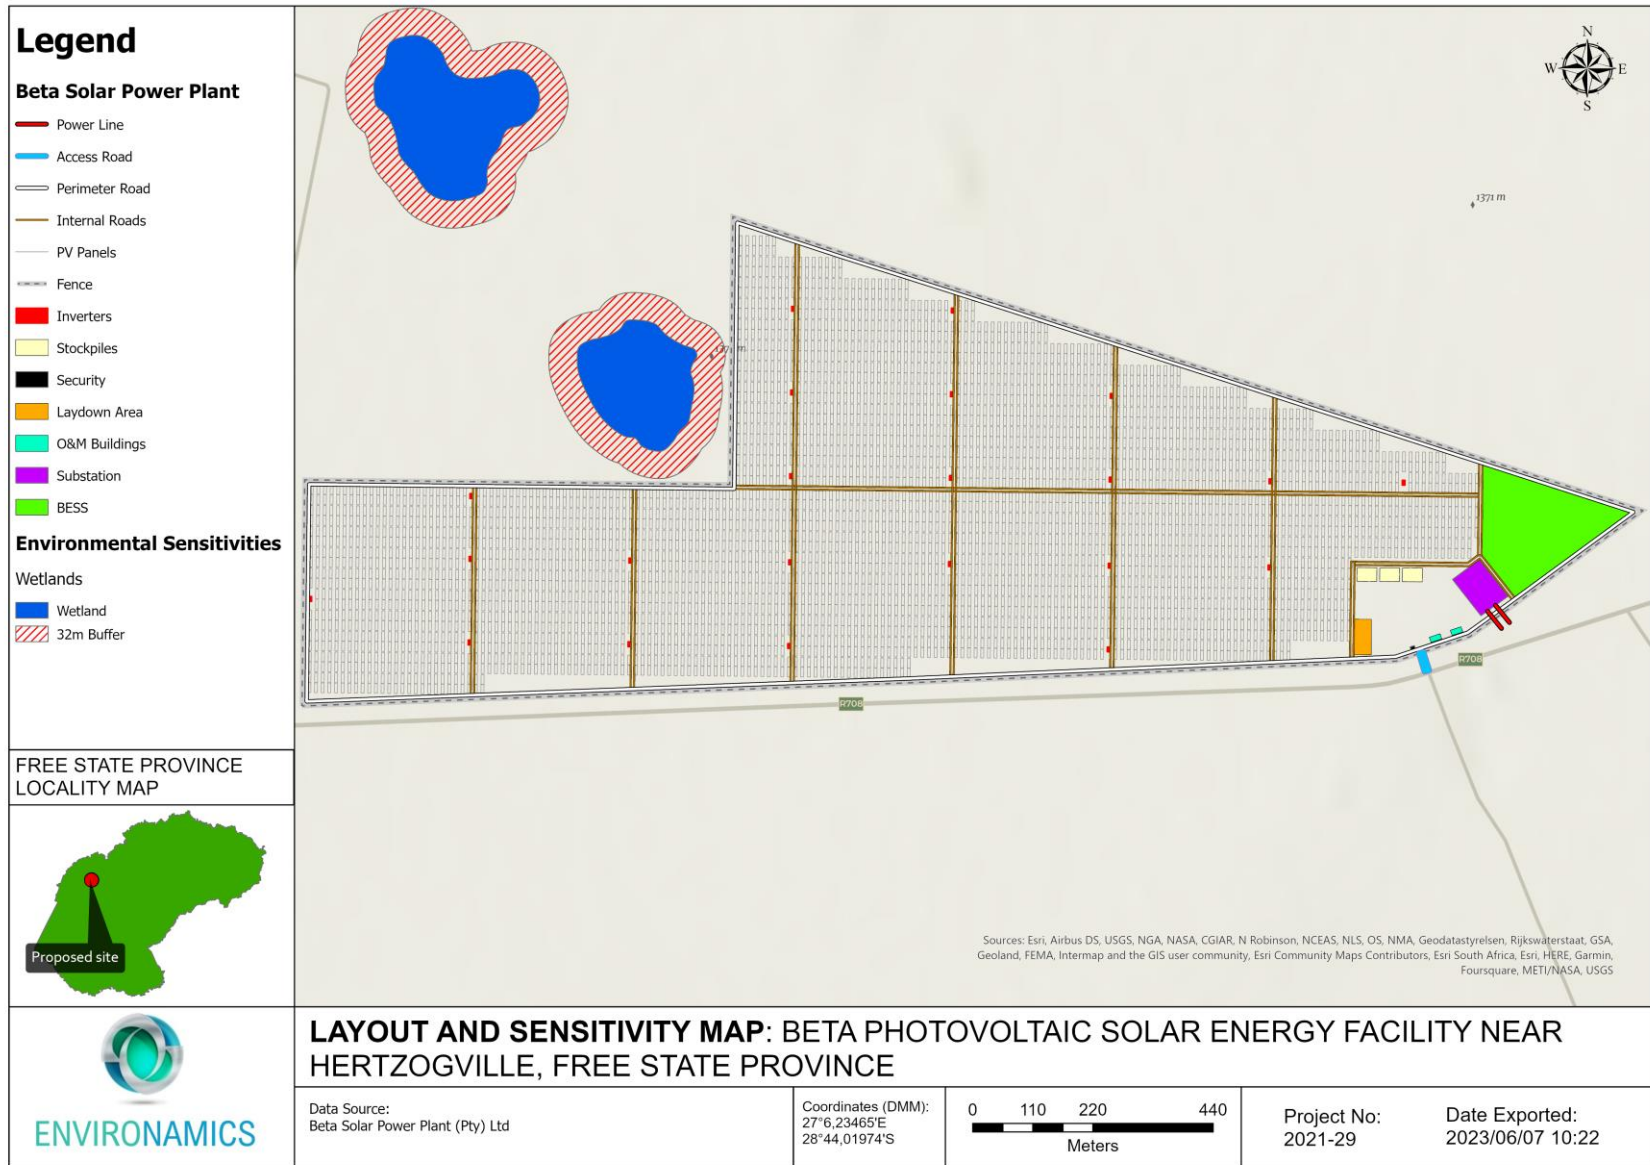 Legend
Beta Solar Power Plant
Power Line
Access Road
Perimeter Road
Internal Roads
PV Panels
Fence
Inverters
Stockpiles
Security
Laydown Area
O&M Buildings
Substation
BESS
Environmental Sensitivities
Wetlands
Wetland
32m Buffer
FREE STATE PROVINCE
LOCALITY MAP
Proposed site
N
W E
S
1371 m
R708
R708
Sources: Esri, Airbus DS, USGS, NGA, NASA, CGIAR, N Robinson, NCEAS, NLS, OS, NMA, Geodatastyrelsen, Rijkswaterstaat, GSA,
Geoland, FEMA, Intermap and the GIS user community, Esri Community Maps Contributors, Esri South Africa, Esri, HERE, Garmin,
Foursquare, METI/NASA, USGS
ENVIRONAMICS
LAYOUT AND SENSITIVITY MAP: BETA PHOTOVOLTAIC SOLAR ENERGY FACILITY NEAR
HERTZOGVILLE, FREE STATE PROVINCE
Data Source:
Beta Solar Power Plant (Pty) Ltd
Coordinates (DMM):
27°6,23465'E
28°44,01974'S
0 110 220 440
Meters
Project No:
2021-29
Date Exported:
2023/06/07 10:22